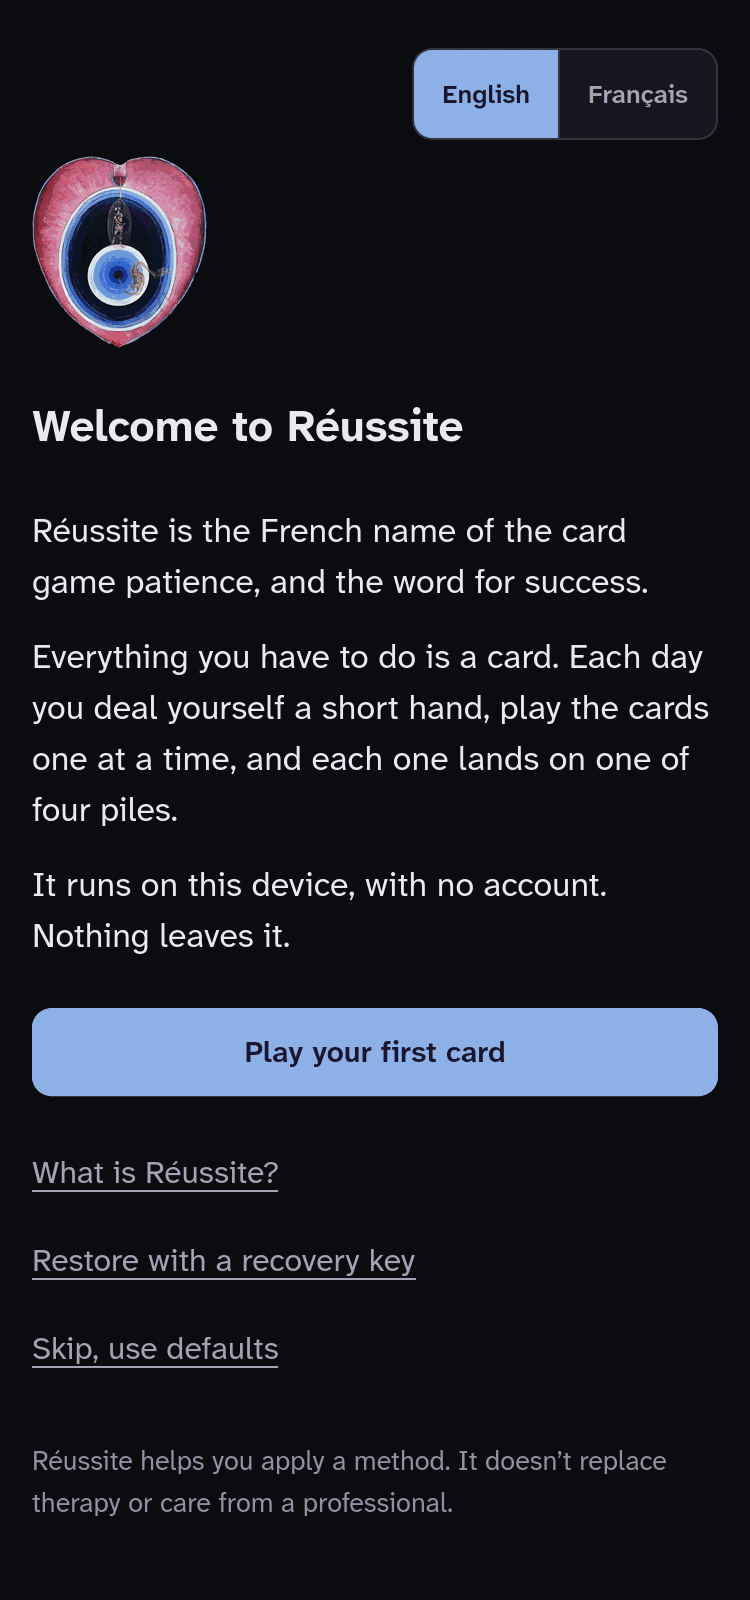 English
Français
Welcome to Réussite
Réussite is the French name of the card
game patience, and the word for success.
Everything you have to do is a card. Each day
you deal yourself a short hand, play the cards
one at a time, and each one lands on one of
four piles.
It runs on this device, with no account.
Nothing leaves it.
Play your first card
What is Réussite?
Restore with a recovery key
Skip, use defaults
Réussite helps you apply a method. It doesn’t replace
therapy or care from a professional.